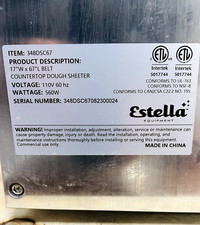 ITEM: 348DSC67
PRODUCT DESCRIPTION:
17"W x 67"L BELT
COUNTERTOP DOUGH SHEETER
VOLTAGE: 110V 60 hz
WATTAGE: 560W
SERIAL NUMBER: 348DSC67082300024
ETL ETL
Intertek Intertek
5017744 5017744
CONFORMS TO UL-763
CONFORMS TO NSF-8
CONFORMS TO CAN/CSA C22.2 NO. 195
Estella
EQUIPMENT
WARNING: Improper installation, adjustment, alteration, service or maintenance can
cause property damage, injury or death. Read the installation, operating, and
maintenance instructions thoroughly before installing or servicing this equipment.
Commercial use only.
MADE IN CHINA